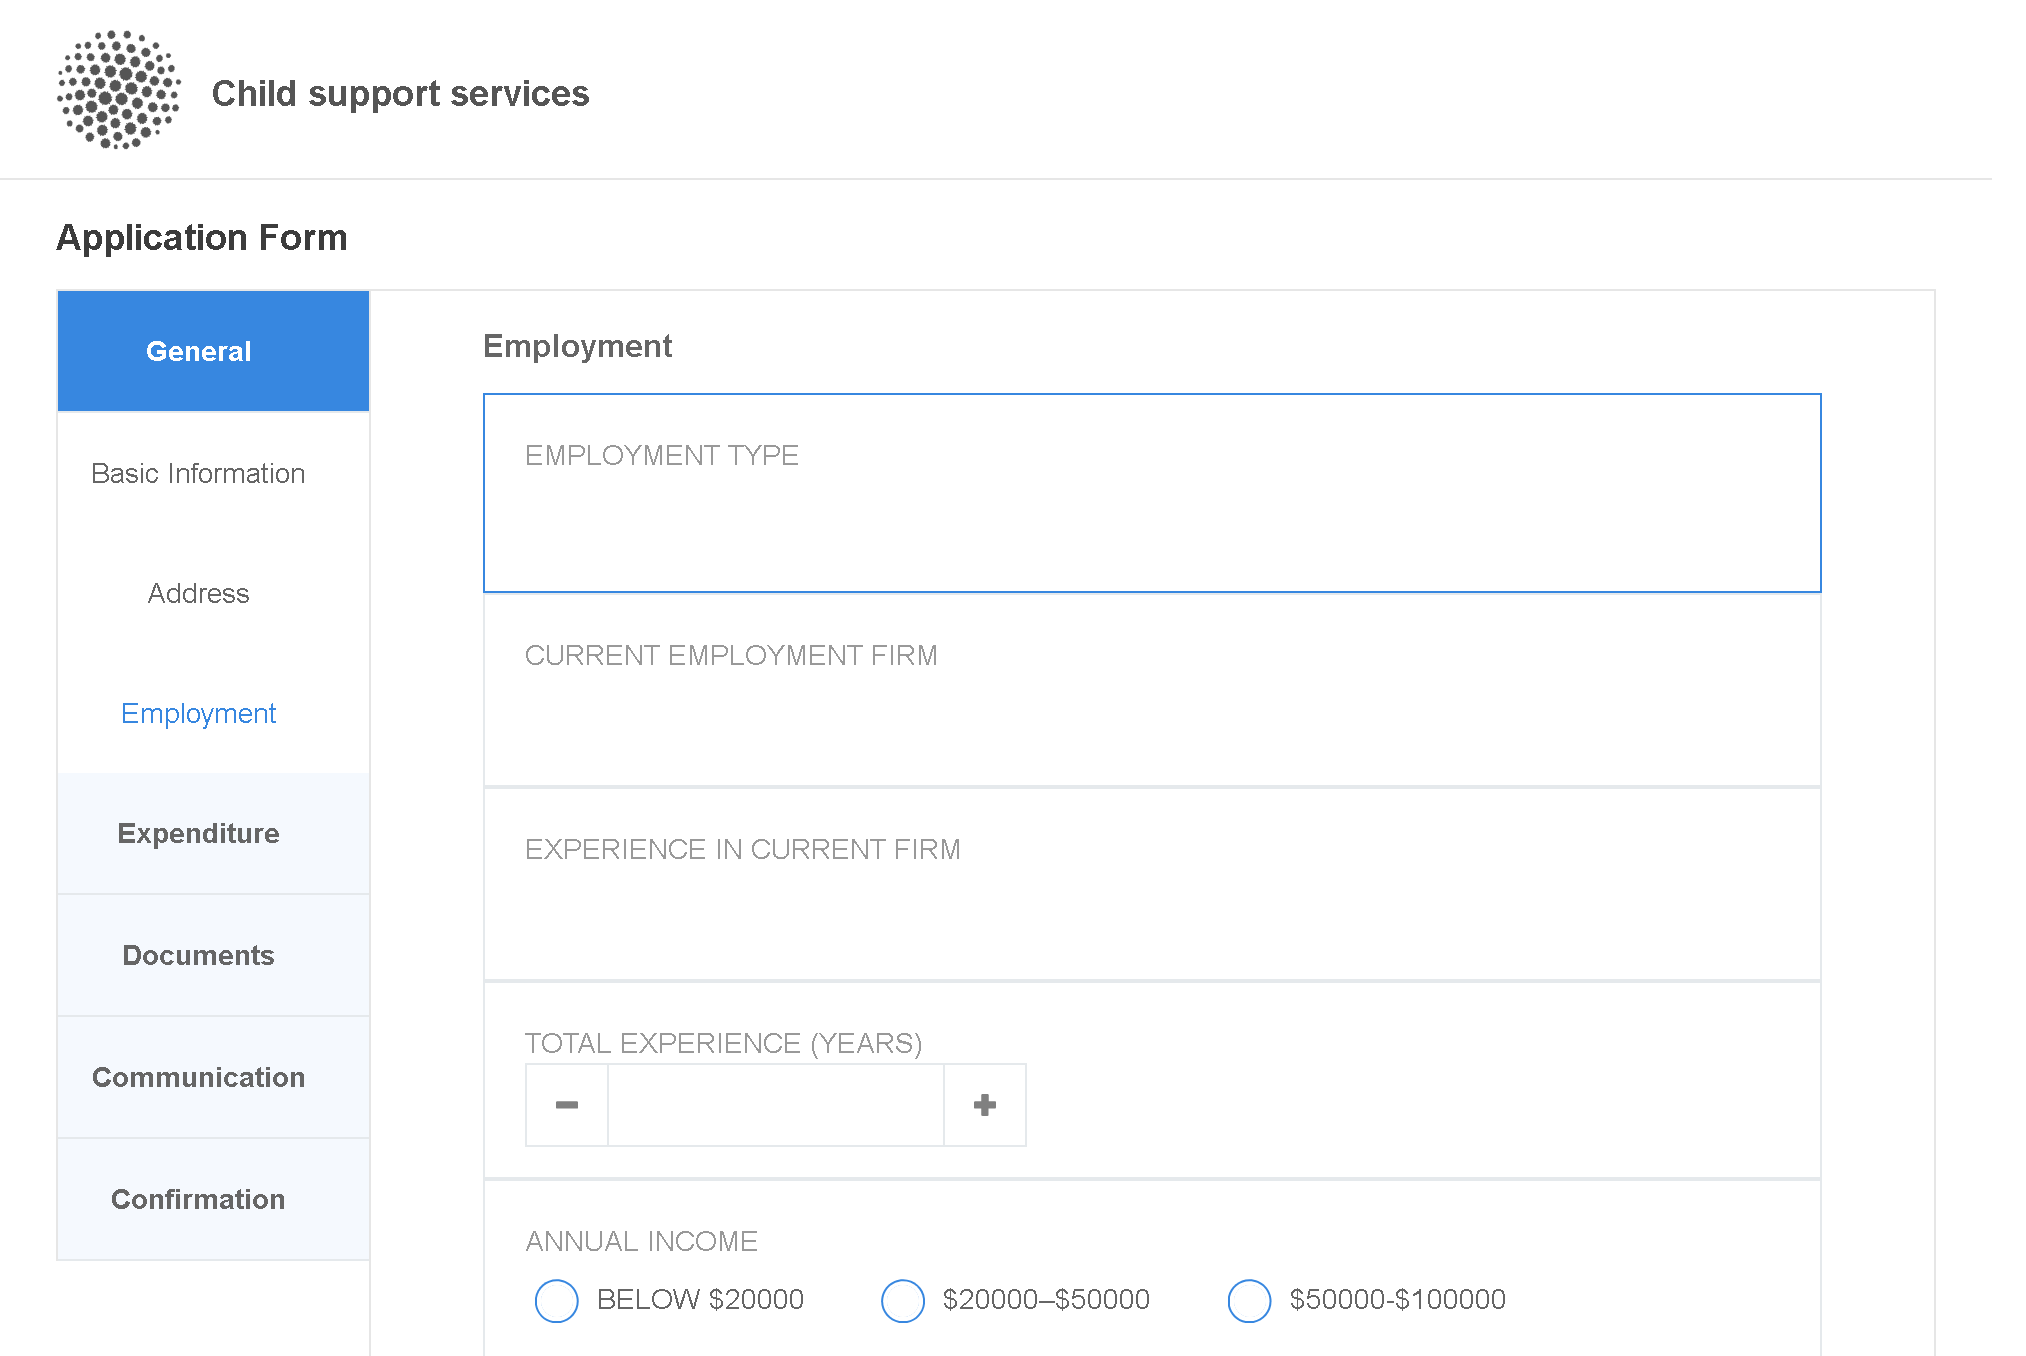 Child support services
Application Form
General
Basic Information
Address
Employment
Expenditure
Documents
Communication
Confirmation
Employment
EMPLOYMENT TYPE
CURRENT EMPLOYMENT FIRM
EXPERIENCE IN CURRENT FIRM
TOTAL EXPERIENCE (YEARS)
ANNUAL INCOME
BELOW $20000
$20000–$50000
$50000-$100000